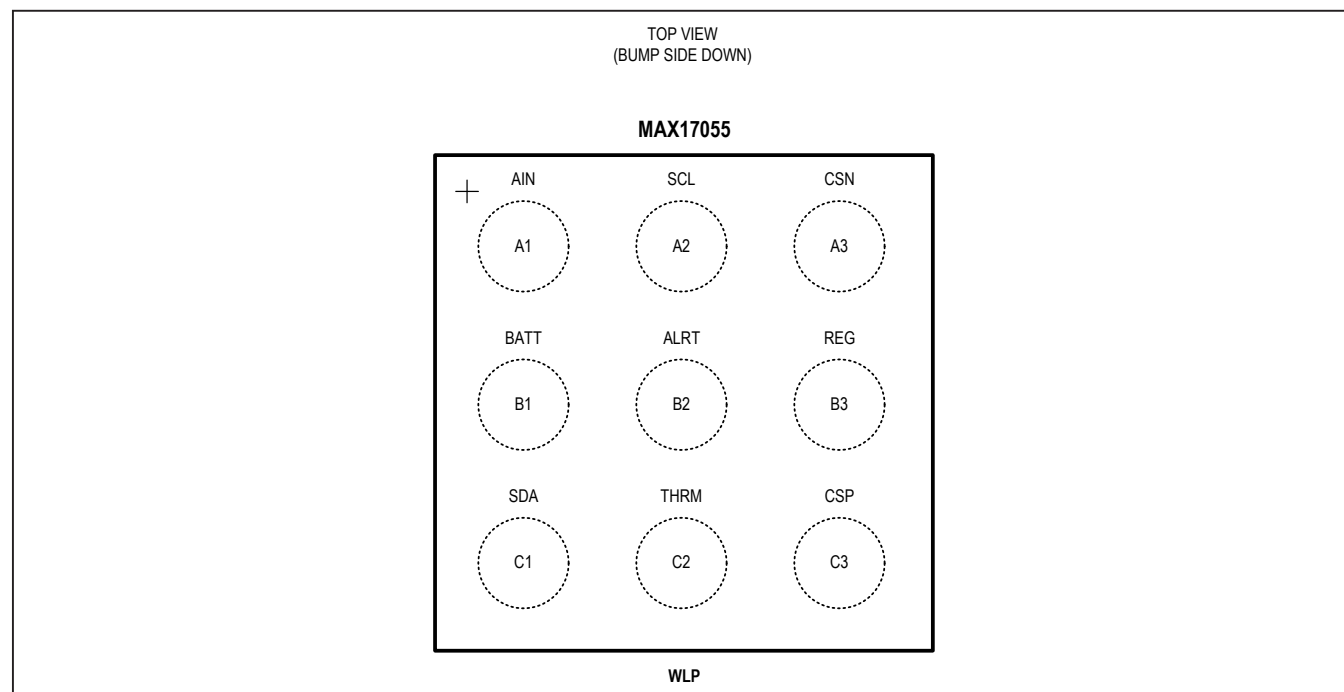 TOP VIEW
(BUMP SIDE DOWN)
MAX17055
AIN SCL CSN
A1 A2 A3
BATT ALRT REG
B1 B2 B3
SDA THRM CSP
C1 C2 C3
WLP